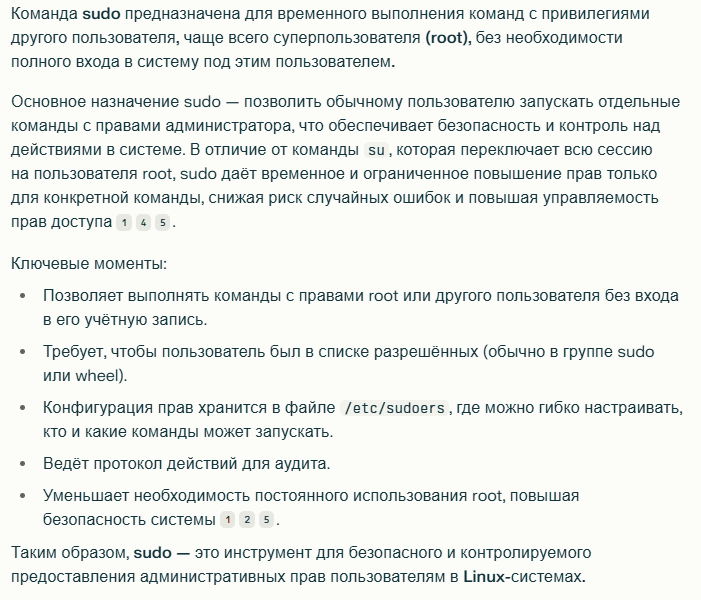 Команда sudo предназначена для временного выполнения команд с привилегиями
другого пользователя, чаще всего суперпользователя (root), без необходимости
полного входа в систему под этим пользователем.
Основное назначение sudo — позволить обычному пользователю запускать отдельные
команды с правами администратора, что обеспечивает безопасность и контроль над
действиями в системе. В отличие от команды su, которая переключает всю сессию
на пользователя root, sudo даёт временное и ограниченное повышение прав только
для конкретной команды, снижая риск случайных ошибок и повышая управляемость
прав доступа 1 4 5.
Ключевые моменты:
• Позволяет выполнять команды с правами root или другого пользователя без входа
в его учётную запись.
• Требует, чтобы пользователь был в списке разрешённых (обычно в группе sudo
или wheel).
• Конфигурация прав хранится в файле /etc/sudoers, где можно гибко настраивать,
кто и какие команды может запускать.
• Ведёт протокол действий для аудита.
• Уменьшает необходимость постоянного использования root, повышая
безопасность системы 1 2 5.
Таким образом, sudo — это инструмент для безопасного и контролируемого
предоставления административных прав пользователям в Linux-системах.